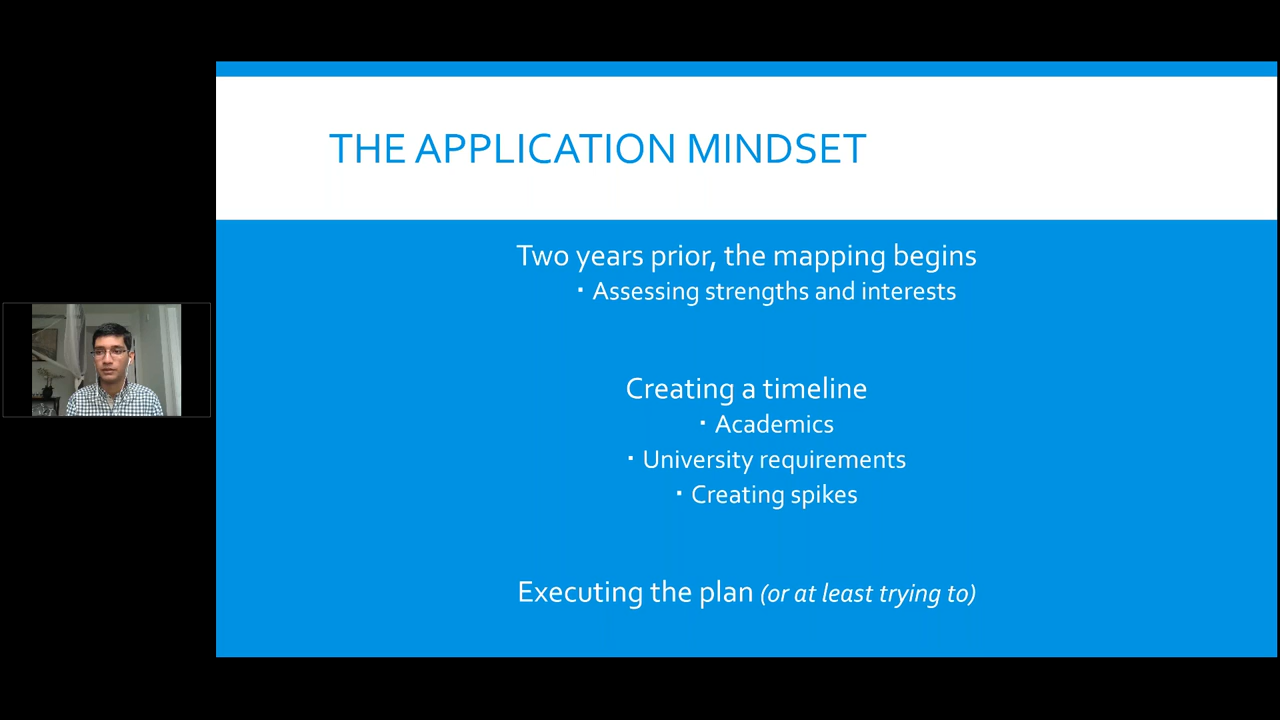 THE APPLICATION MINDSET
Two years prior, the mapping begins
▪ Assessing strengths and interests
Creating a timeline
▪ Academics
▪ University requirements
▪ Creating spikes
Executing the plan (or at least trying to)